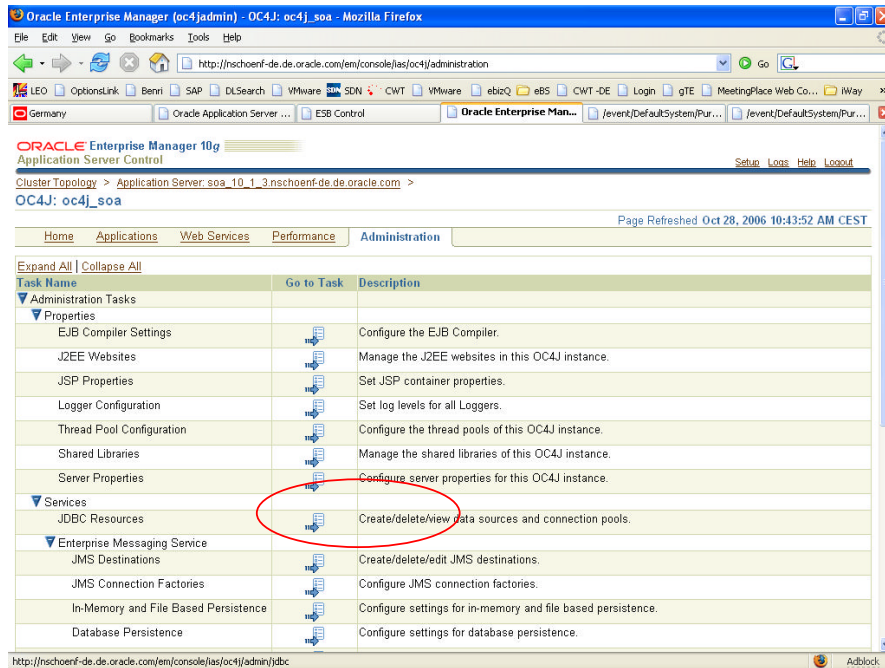 Oracle Enterprise Manager (oc4jadmin) - OC4J: oc4j_soa - Mozilla Firefox
File Edit View Go Bookmarks Tools Help
http://nschoenf-de.de.oracle.com/em/console/ias/oc4j/administration
Go
LEO OptionsLink Benri SAP DLSearch VMware SDN CWT VMware ebizQ eBS CWT-DE Login gTE MeetingPlace Web Co... iWay »
Germany Oracle Application Server ... ESB Control Oracle Enterprise Man... /event/DefaultSystem/Pur... /event/DefaultSystem/Pur...
ORACLE Enterprise Manager 10g
Application Server Control
Setup Logs Help Logout
Cluster Topology > Application Server: soa_10_1_3.nschoenf-de.de.oracle.com >
OC4J: oc4j_soa
Page Refreshed Oct 28, 2006 10:43:52 AM CEST
Home Applications Web Services Performance Administration
Expand All | Collapse All
Task Name Go to Task Description
Administration Tasks
Properties
EJB Compiler Settings Configure the EJB Compiler.
J2EE Websites Manage the J2EE websites in this OC4J instance.
JSP Properties Set JSP container properties.
Logger Configuration Set log levels for all Loggers.
Thread Pool Configuration Configure the thread pools of this OC4J instance.
Shared Libraries Manage the shared libraries of this OC4J instance.
Server Properties Configure server properties for this OC4J instance.
Services
JDBC Resources Create/delete/view data sources and connection pools.
Enterprise Messaging Service
JMS Destinations Create/delete/edit JMS destinations.
JMS Connection Factories Configure JMS connection factories.
In-Memory and File Based Persistence Configure settings for in-memory and file based persistence.
Database Persistence Configure settings for database persistence.
http://nschoenf-de.de.oracle.com/em/console/ias/oc4j/admin/jdbc
Adblock